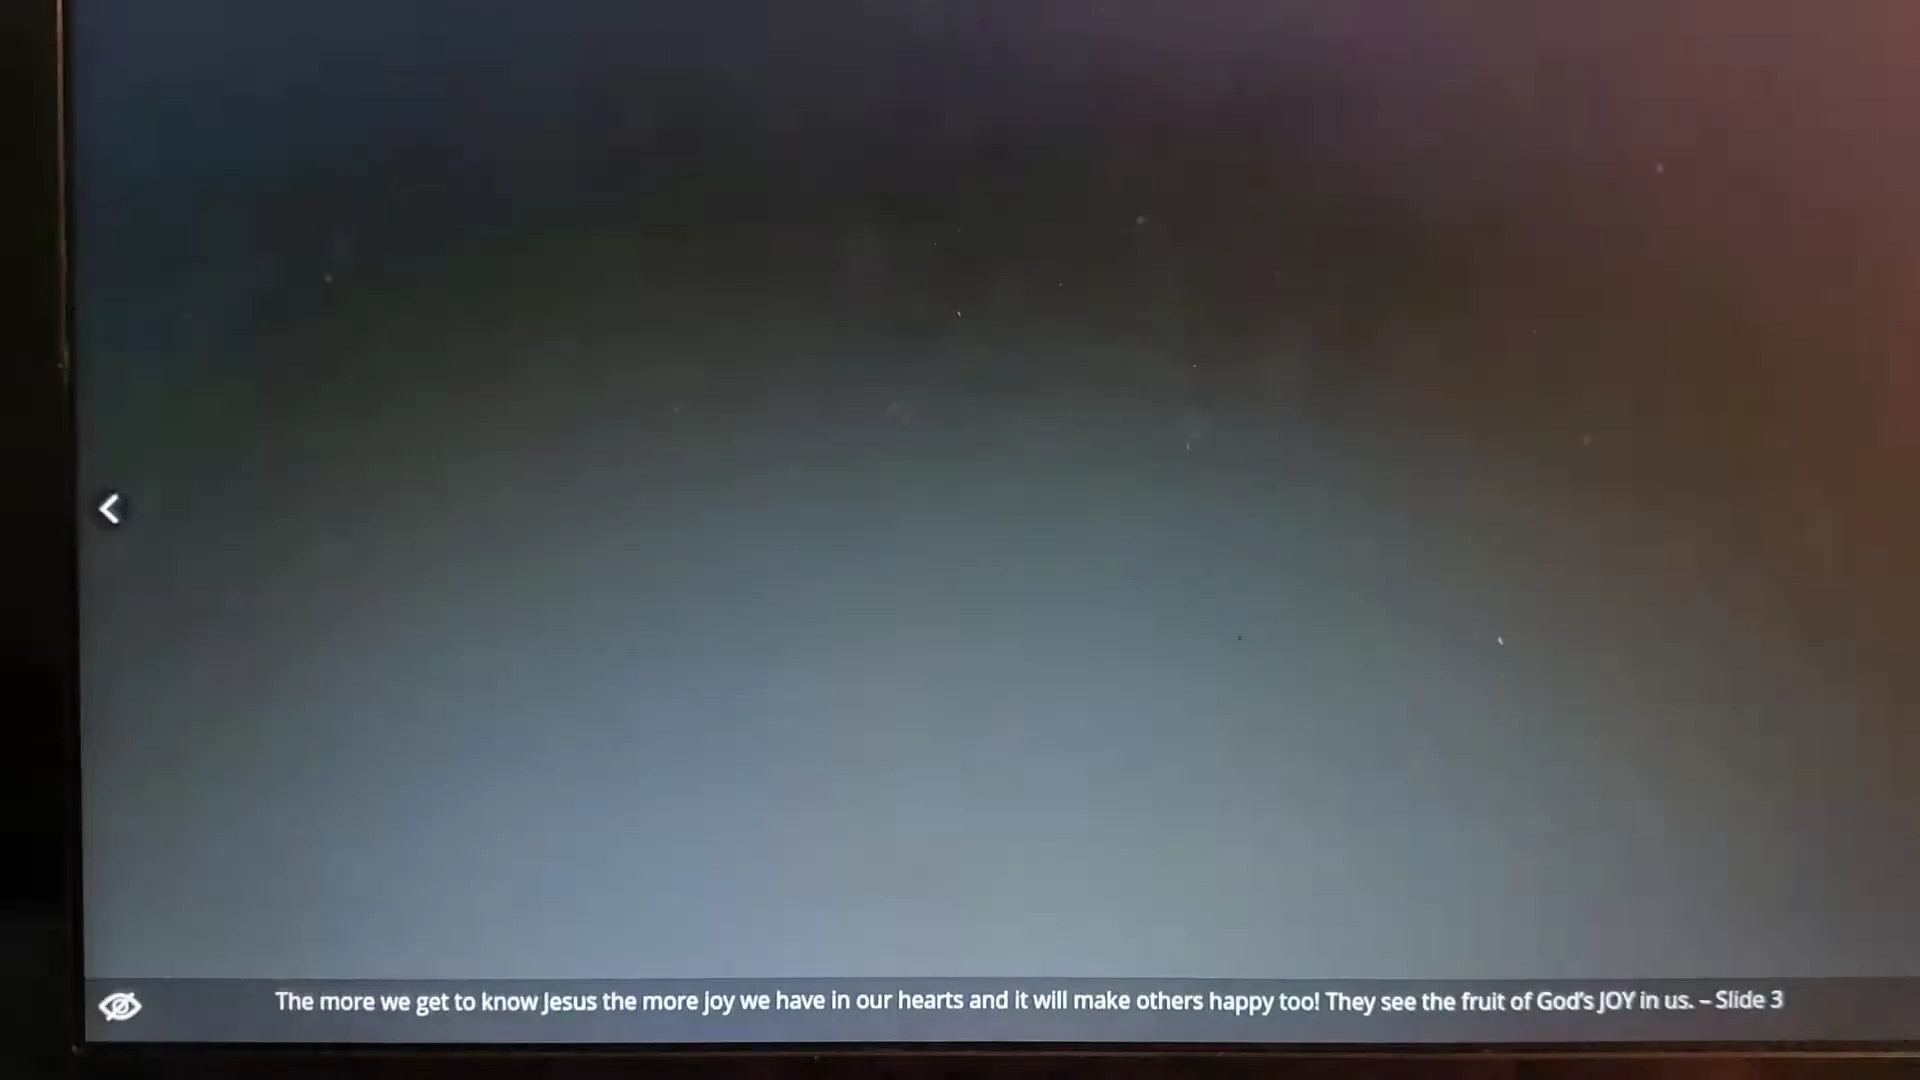 The more we get to know Jesus the more joy we have in our hearts and it will make others happy too! They see the fruit of God's JOY in us. – Slide 3